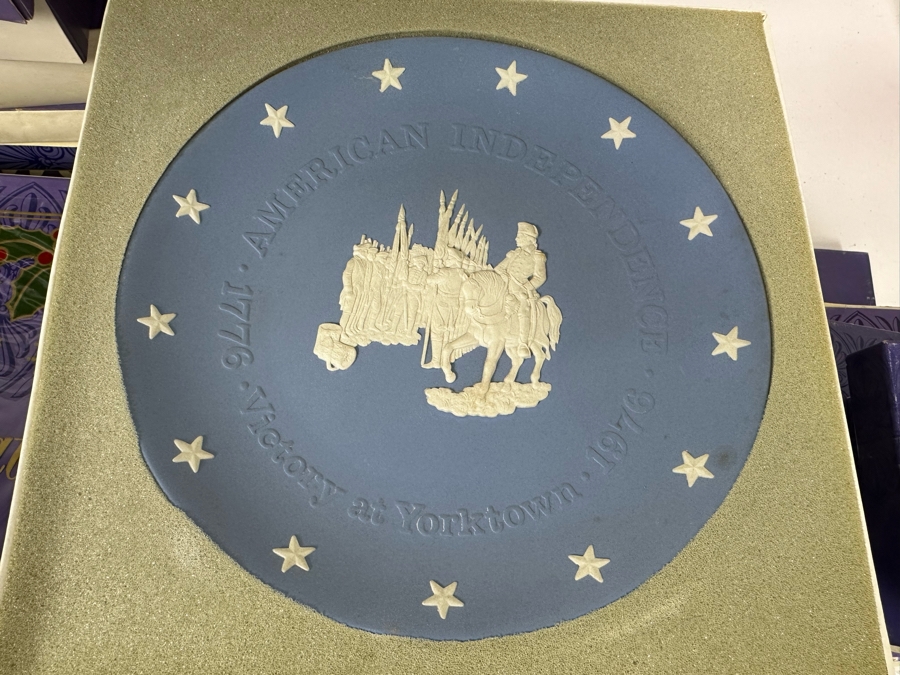 AMERICAN INDEPENDENCE
· 1776 · Victory at Yorktown · 1976 ·